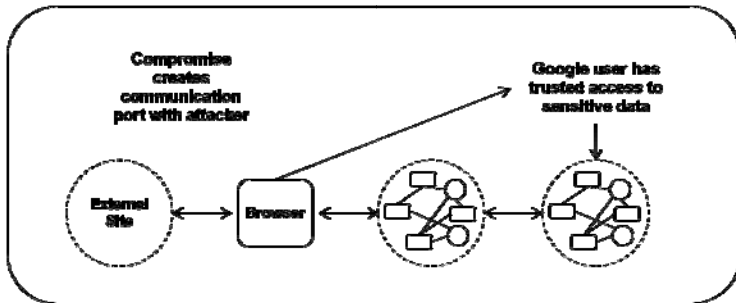 Compromise
creates
communication
port with attacker
Google user has
trusted access to
sensitive data
External
Site
Browser